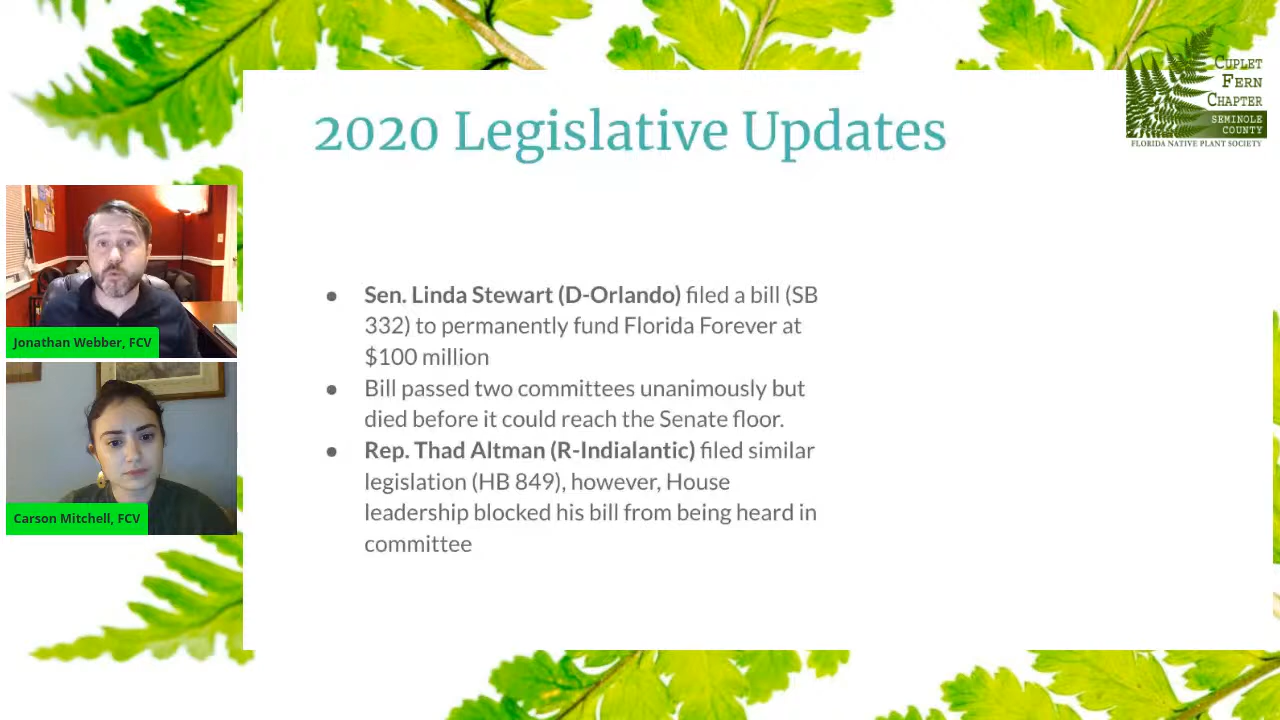 2020 Legislative Updates
CUPLET
FERN
CHAPTER
SEMINOLE
COUNTY
FLORIDA NATIVE PLANT SOCIETY
Jonathan Webber, FCV
Carson Mitchell, FCV
● Sen. Linda Stewart (D-Orlando) filed a bill (SB
332) to permanently fund Florida Forever at
$100 million
● Bill passed two committees unanimously but
died before it could reach the Senate floor.
● Rep. Thad Altman (R-Indialantic) filed similar
legislation (HB 849), however, House
leadership blocked his bill from being heard in
committee